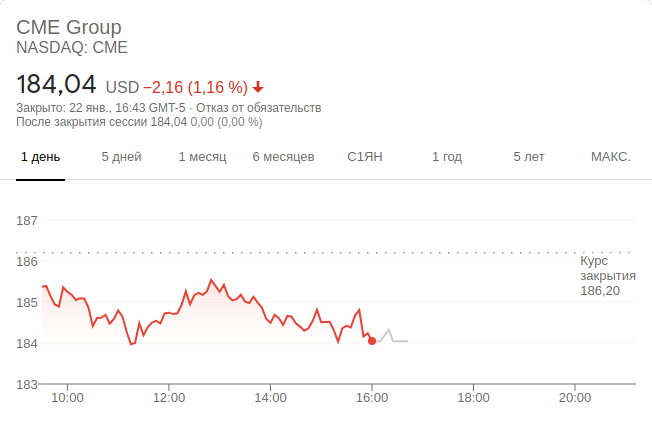 CME Group
NASDAQ: CME
184,04 USD −2,16 (1,16 %)
Закрыто: 22 янв., 16:43 GMT-5 · Отказ от обязательств
После закрытия сессии 184,04 0,00 (0,00 %)
1 день 5 дней 1 месяц 6 месяцев С1ЯН 1 год 5 лет МАКС.
187
186
185
184
183
Курс
закрытия
186,20
10:00 12:00 14:00 16:00 18:00 20:00